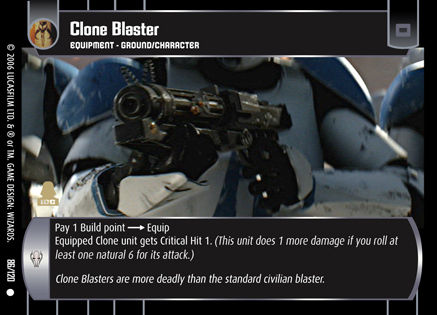 Clone Blaster
EQUIPMENT - GROUND/CHARACTER
© 2006 LUCASFILM LTD. & ® or TM. GAME DESIGN: WIZARDS.
86/120
Pay 1 Build point → Equip
Equipped Clone unit gets Critical Hit 1. (This unit does 1 more damage if you roll at
least one natural 6 for its attack.)
Clone Blasters are more deadly than the standard civilian blaster.